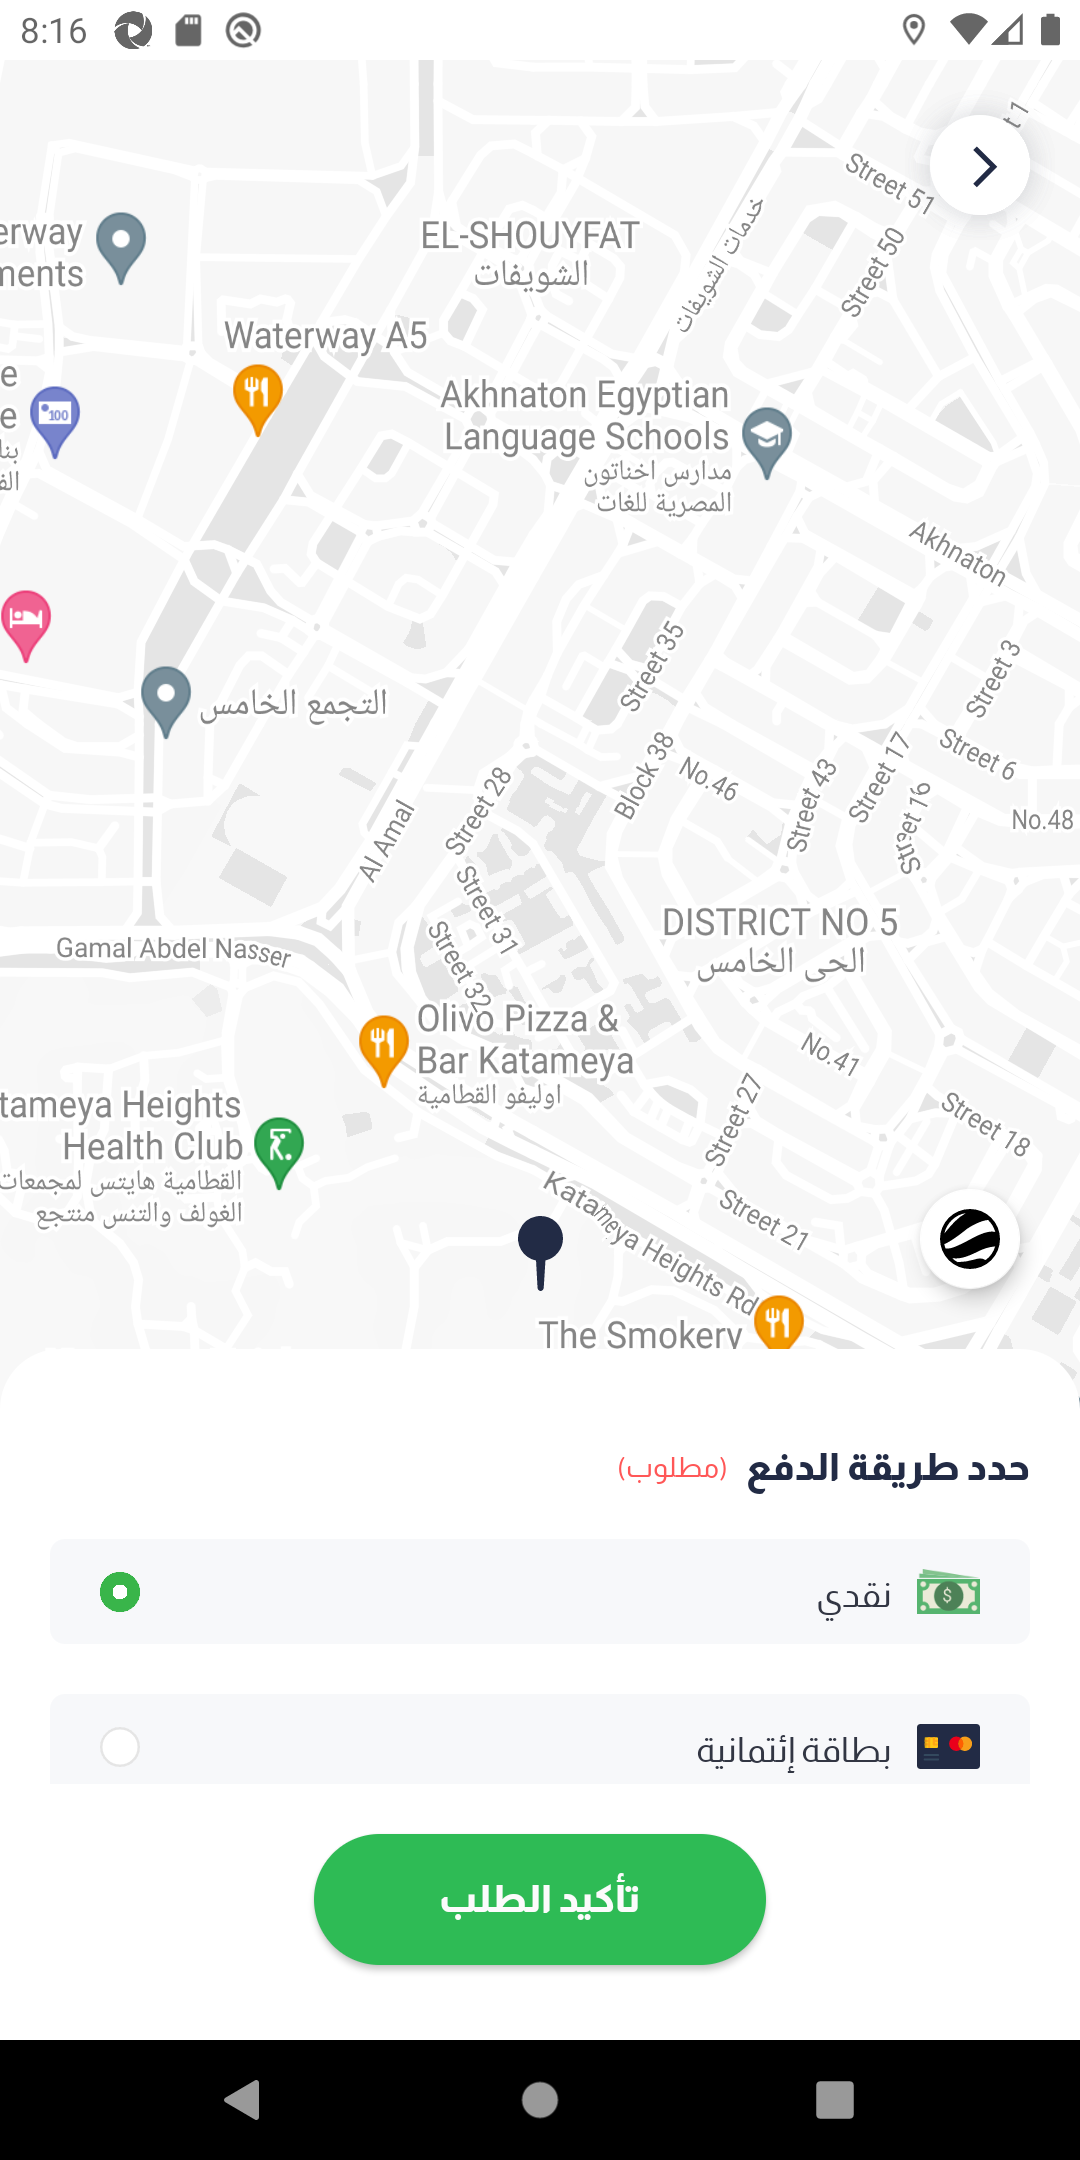 8:16
t 1
Street 51
erway
ments
EL-SHOUYFAT
الشويفات
خدمات الشويفات
Street 50
Waterway A5
e
e
100
بنك
الق
Akhnaton Egyptian
Language Schools
مدارس اخناتون
المصرية للغات
Akhnaton
Street 35
Street 3
التجمع الخامس
Block 38
No.46
Street 43
Street 17
Street 6
Street 16
No.48
Street 28
Al Amal
Street 31
Street 32
DISTRICT NO 5
الحى الخامس
Gamal Abdel Nasser
Olivo Pizza &
Bar Katameya
اوليفو القطامية
No.41
Street 27
Street 18
tameya Heights
Health Club
القطامية هايتس لمجمعات
الغولف والتنس منتجع
Katameya Heights Rd
Street 21
The Smokery
حدد طريقة الدفع (مطلوب)
نقدي
بطاقة إئتمانية
تأكيد الطلب